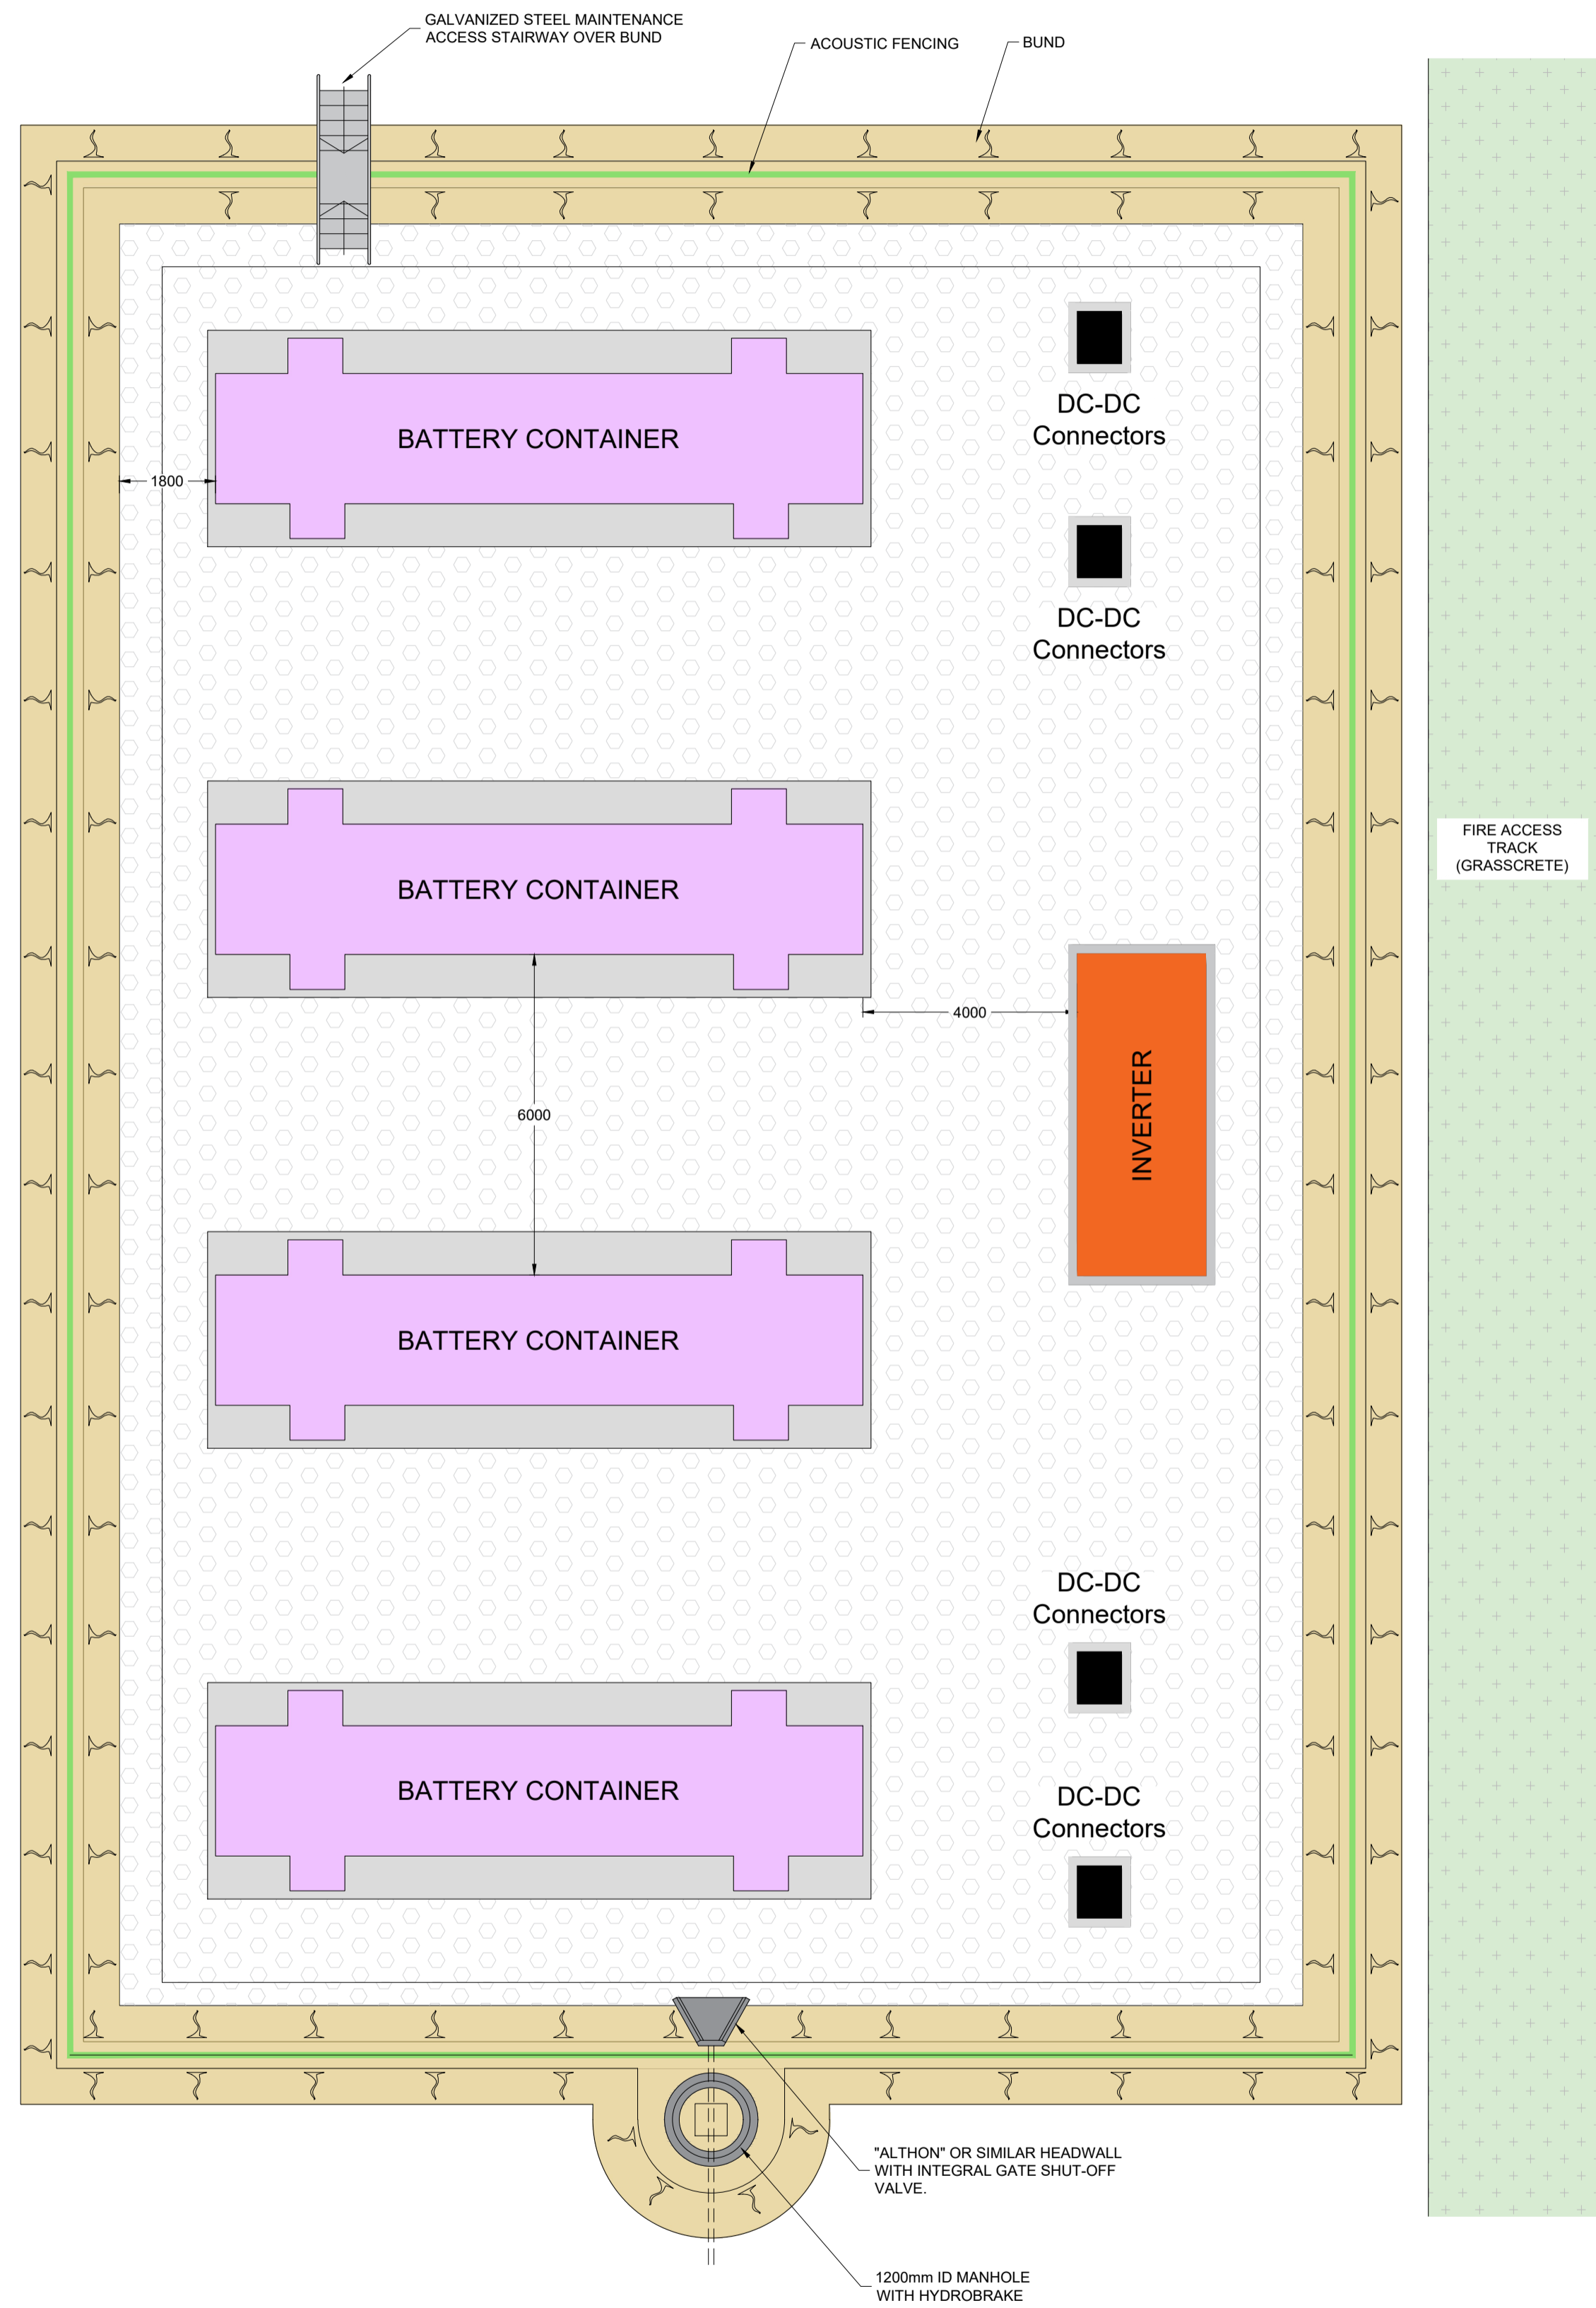 GALVANIZED STEEL MAINTENANCE
ACCESS STAIRWAY OVER BUND
ACOUSTIC FENCING
BUND
DC-DC
Connectors
BATTERY CONTAINER
1800
DC-DC
Connectors
FIRE ACCESS
TRACK
(GRASSCRETE)
BATTERY CONTAINER
4000
6000
INVERTER
BATTERY CONTAINER
DC-DC
Connectors
BATTERY CONTAINER
DC-DC
Connectors
"ALTHON" OR SIMILAR HEADWALL
WITH INTEGRAL GATE SHUT-OFF
VALVE.
1200mm ID MANHOLE
WITH HYDROBRAKE